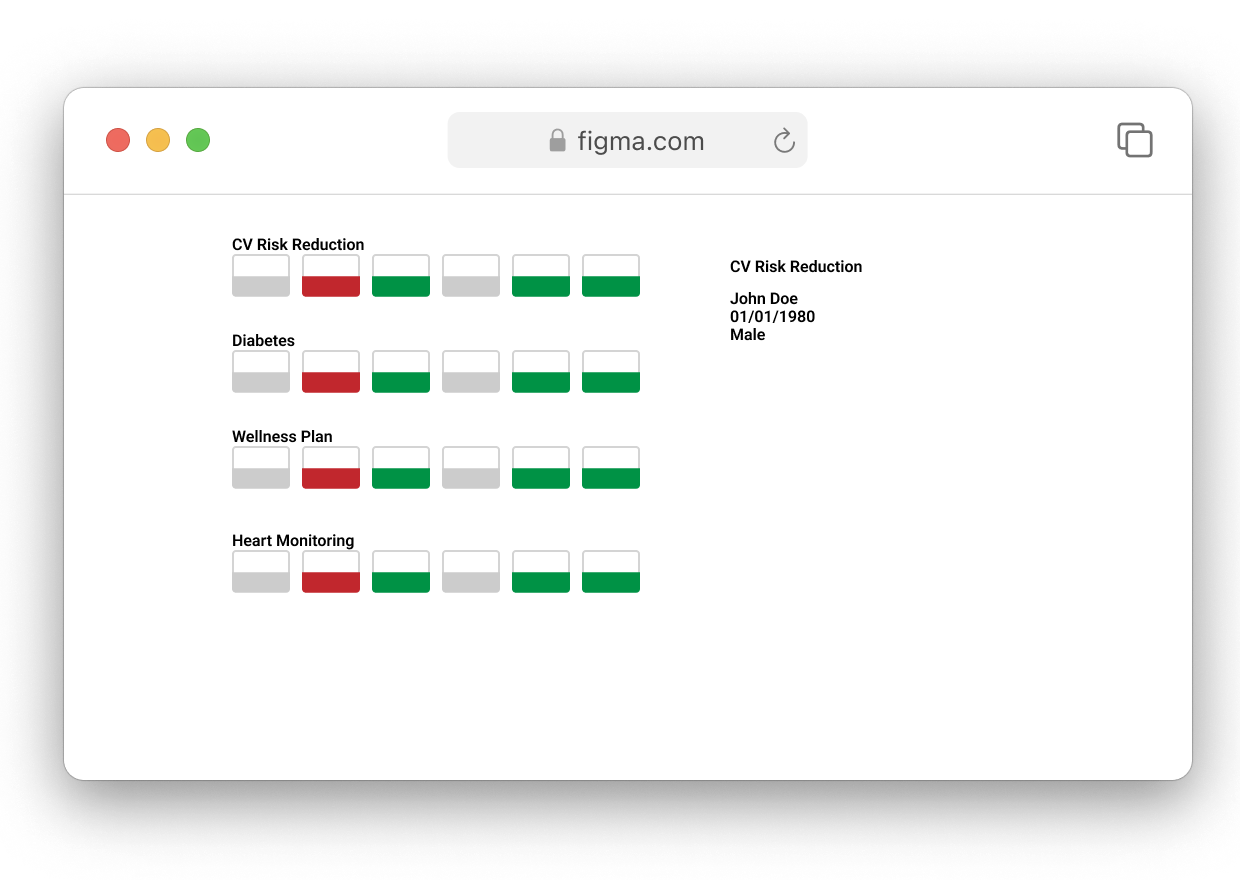 figma.com
CV Risk Reduction
Diabetes
Wellness Plan
Heart Monitoring
CV Risk Reduction
John Doe
01/01/1980
Male